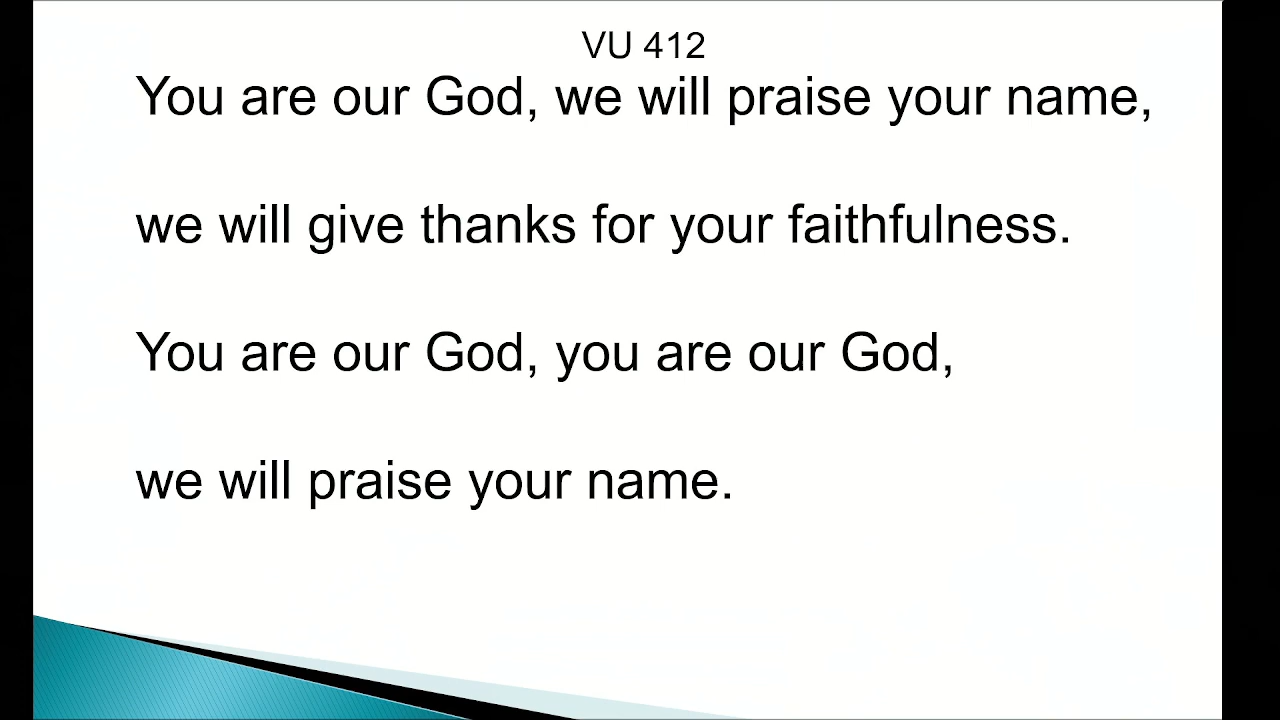 VU 412
You are our God, we will praise your name,
we will give thanks for your faithfulness.
You are our God, you are our God,
we will praise your name.